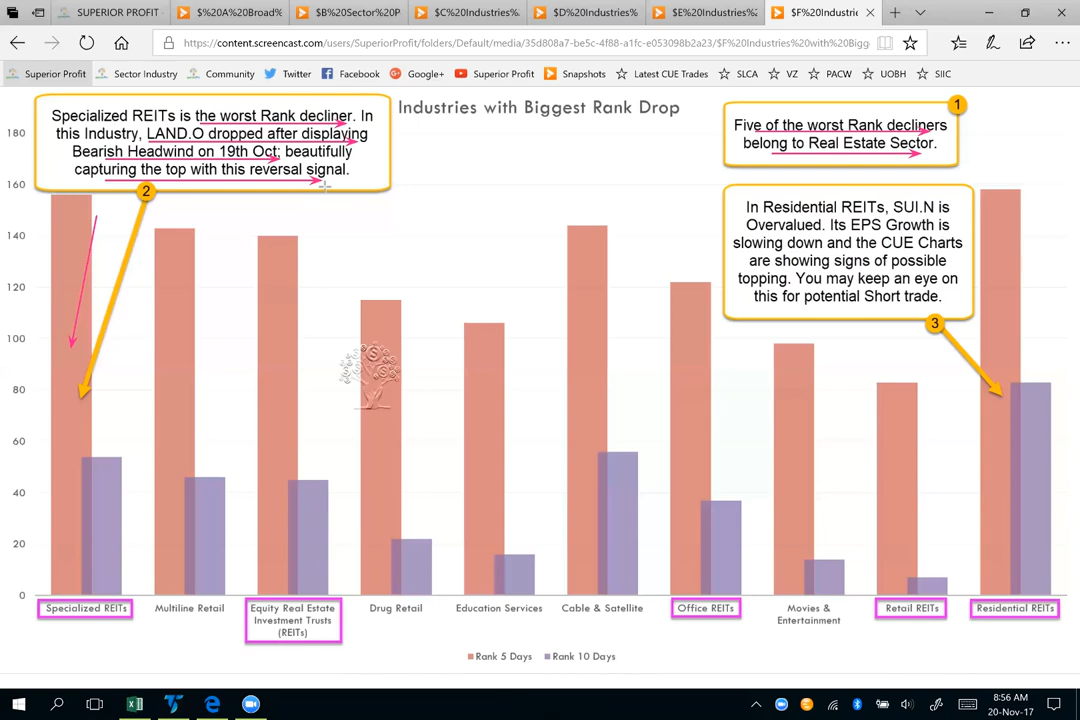 SUPERIOR PROFIT
$%20A%20Broad%
$B%20Sector%20P
$C%20Industries%
$D%20Industries%
$E%20Industries%2
$F%20Industrie
https://content.screencast.com/users/SuperiorProfit/folders/Default/media/35d808a7-be5c-4f88-a1fc-e053098b2a23/$F%20Industries%20with%20Bigg
Superior Profit
Sector Industry
Community
Twitter
Facebook
Google+
Superior Profit
Snapshots
Latest CUE Trades
SLCA
VZ
PACW
UOBH
SIIC
Industries with Biggest Rank Drop
Specialized REITs is the worst Rank decliner. In
this Industry, LAND.O dropped after displaying
Bearish Headwind on 19th Oct; beautifully
capturing the top with this reversal signal.
2
1
Five of the worst Rank decliners
belong to Real Estate Sector.
In Residential REITs, SUI.N is
Overvalued. Its EPS Growth is
slowing down and the CUE Charts
are showing signs of possible
topping. You may keep an eye on
this for potential Short trade.
3
180
160
140
120
100
80
60
40
20
0
Specialized REITs
Multiline Retail
Equity Real Estate
Investment Trusts
(REITs)
Drug Retail
Education Services
Cable & Satellite
Office REITs
Movies &
Entertainment
Retail REITs
Residential REITs
Rank 5 Days
Rank 10 Days
8:56 AM
20-Nov-17